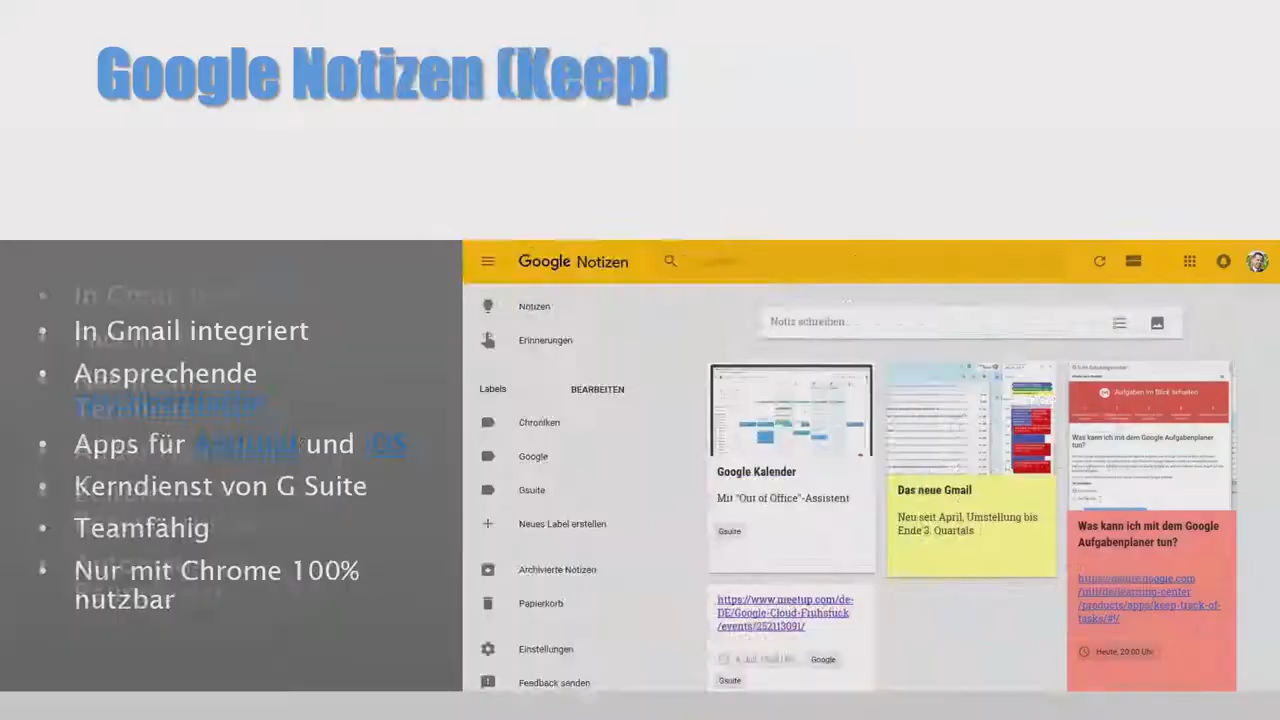 Google Notizen (Keep)
In Gmail
In Gmail integriert
Ansprechende
Apps für Android und iOS
Kerndienst von G Suite
Teamfähig
Nur mit Chrome 100%
nutzbar
Google Notizen
Notizen
Erinnerungen
Labels BEARBEITEN
Chroniken
Google
Gsuite
Neues Label erstellen
Archivierte Notizen
Papierkorb
Einstellungen
Feedback senden
Notiz schreiben...
Google Kalender
Mit "Out of Office"-Assistent
Gsuite
https://www.meetup.com/de-
DE/Google-Cloud-Fruhstuck
/events/252113091/
Google
Gsuite
Das neue Gmail
Neu seit April, Umstellung bis
Ende 3. Quartals
Aufgaben im Blick behalten
Was kann ich mit dem Google Aufgabenplaner
tun?
Was kann ich mit dem Google
Aufgabenplaner tun?
https://gsuite.google.com
/intl/de/learning-center
/products/apps/keep-track-of-
tasks/#!/
Heute, 20:00 Uhr